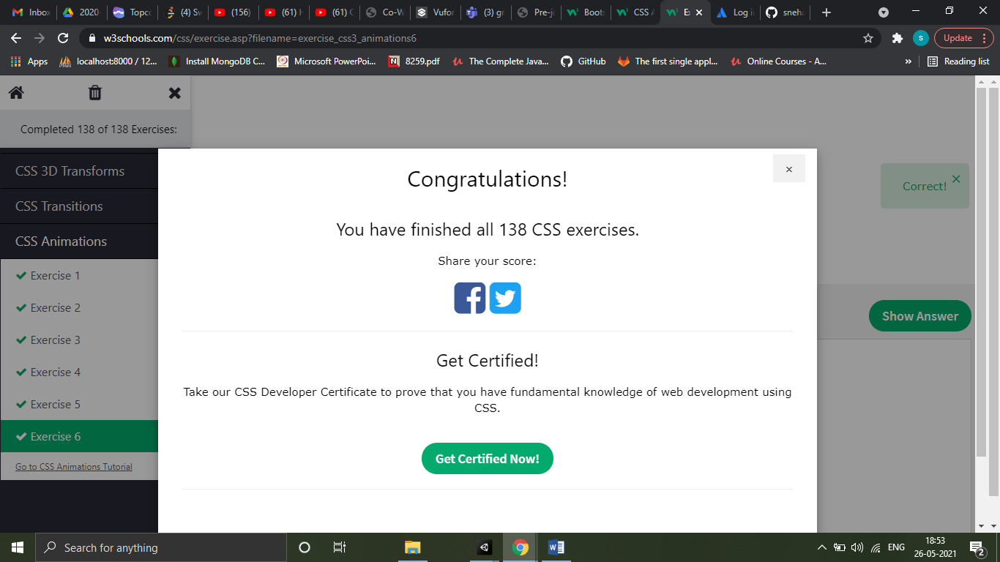 Inbox
2020-
Topco
(4) Sw
(156)
(61) H
(61) C
Co-W
Vufor
(3) gr
Pre-jo
Boots
CSS A
Ex
Log in
sneha
w3schools.com/css/exercise.asp?filename=exercise_css3_animations6
S
Update
Apps
localhost:8000 / 12...
Install MongoDB C...
Microsoft PowerPoi...
8259.pdf
The Complete Java...
GitHub
The first single appl...
Online Courses - A...
»
Reading list
Completed 138 of 138 Exercises:
CSS 3D Transforms
CSS Transitions
CSS Animations
Exercise 1
Exercise 2
Exercise 3
Exercise 4
Exercise 5
Exercise 6
Go to CSS Animations Tutorial
×
Congratulations!
You have finished all 138 CSS exercises.
Share your score:
Get Certified!
Take our CSS Developer Certificate to prove that you have fundamental knowledge of web development using
CSS.
Get Certified Now!
Correct!
×
Show Answer
Search for anything
ENG
18:53
26-05-2021
2